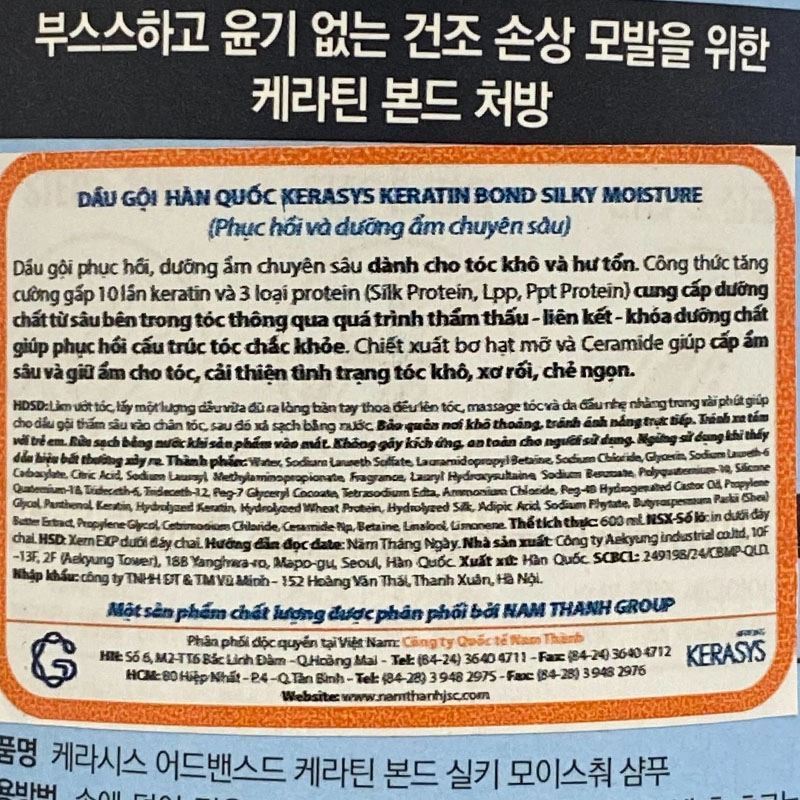 부스스하고 윤기 없는 건조 손상 모발을 위한
케라틴 본드 처방
DẦU GỘI HÀN QUỐC KERASYS KERATIN BOND SILKY MOISTURE
(Phục hồi và dưỡng ẩm chuyên sâu)
Dầu gội phục hồi, dưỡng ẩm chuyên sâu dành cho tóc khô và hư tổn. Công thức tăng
cường gấp 10 lần keratin và 3 loại protein (Silk Protein, Lpp, Ppt Protein) cung cấp dưỡng
chất từ sâu bên trong tóc thông qua quá trình thẩm thấu - liên kết - khóa dưỡng chất
giúp phục hồi cấu trúc tóc chắc khỏe. Chiết xuất bơ hạt mỡ và Ceramide giúp cấp ẩm
sâu và giữ ẩm cho tóc, cải thiện tình trạng tóc khô, xơ rối, chẻ ngọn.
HDSD: Làm ướt tóc, lấy một lượng dầu vừa đủ ra lòng bàn tay thoa đều lên tóc, massage tóc và da đầu nhẹ nhàng trong vài phút giúp
cho dầu gội thấm sâu vào chân tóc, sau đó xả sạch bằng nước. Bảo quản nơi khô thoáng, tránh ánh nắng trực tiếp. Tránh xa tầm
với trẻ em. Rửa sạch bằng nước khi sản phẩm vào mắt. Không gây kích ứng, an toàn cho người sử dụng. Ngừng sử dụng khi thấy
dấu hiệu bất thường xảy ra. Thành phần: Water, Sodium Laureth Sulfate, Lauramidopropyl Betaine, Sodium Chloride, Glycerin, Sodium Laureth-6
Carboxylate, Citric Acid, Sodium Lauroyl Methylaminopropionate, Fragrance, Lauryl Hydroxysultaine, Sodium Benzoate, Polyquaternium-10, Silicone
Quaternium-18, Trideceth-6, Trideceth-12, Peg-7 Glyceryl Cocoate, Tetrasodium Edta, Ammonium Chloride, Peg-40 Hydrogenated Castor Oil, Propylene
Glycol, Panthenol, Keratin, Hydrolyzed Keratin, Hydrolyzed Wheat Protein, Hydrolyzed Silk, Adipic Acid, Sodium Phytate, Butyrospermum Parkii (Shea)
Butter Extract, Propylene Glycol, Cetrimonium Chloride, Ceramide Np, Betaine, Linalool, Limonene. Thể tích thực: 600 ml. NSX-Số lô: in dưới đáy
chai. HSD: Xem EXP dưới đáy chai. Hướng dẫn đọc date: Năm Tháng Ngày. Nhà sản xuất: Công ty Aekyung industrial co.ltd, 10F
-13F, 2F (Aekyung Tower), 188 Yanghwa-ro, Mapo-gu, Seoul, Hàn Quốc. Xuất xứ: Hàn Quốc. SCBCL: 249198/24/CBMP-QLD.
Nhập khẩu: công ty TNHH ĐT & TM Vũ Minh - 152 Hoàng Văn Thái, Thanh Xuân, Hà Nội.
Một sản phẩm chất lượng được phân phối bởi NAM THANH GROUP
Phân phối độc quyền tại Việt Nam: Công ty Quốc tế Nam Thành
HN: Số 6, M2-TT6 Bắc Linh Đàm - Q.Hoàng Mai - Tel: (84-24) 3640 4711 - Fax: (84-24) 3640 4712
HCM: 80 Hiệp Nhất - P.4 - Q.Tân Bình - Tel: (84-28) 3 948 2975 - Fax: (84-28) 3 948 2976
Website: www.namthanhjsc.com
KERASYS
품명 케라시스 어드밴스드 케라틴 본드 실키 모이스춰 샴푸